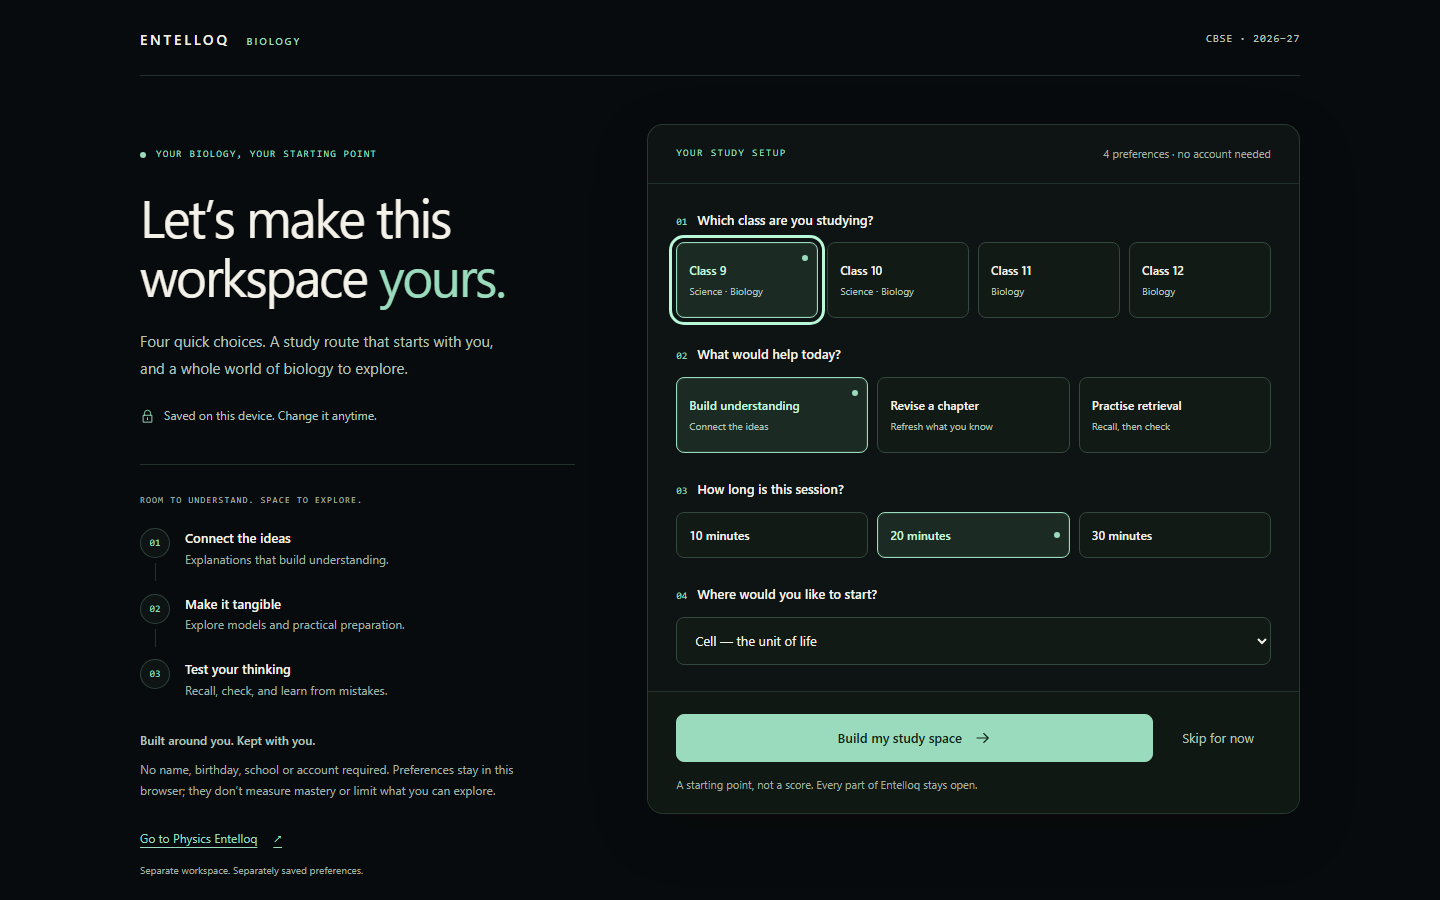 ENTELLOQ BIOLOGY
CBSE · 2026–27
YOUR BIOLOGY, YOUR STARTING POINT
Let’s make this
workspace yours.
Four quick choices. A study route that starts with you,
and a whole world of biology to explore.
Saved on this device. Change it anytime.
ROOM TO UNDERSTAND. SPACE TO EXPLORE.
01 Connect the ideas
Explanations that build understanding.
02 Make it tangible
Explore models and practical preparation.
03 Test your thinking
Recall, check, and learn from mistakes.
Built around you. Kept with you.
No name, birthday, school or account required. Preferences stay in this
browser; they don’t measure mastery or limit what you can explore.
Go to Physics Entelloq ↗
Separate workspace. Separately saved preferences.
YOUR STUDY SETUP
4 preferences · no account needed
01 Which class are you studying?
Class 9
Science · Biology
Class 10
Science · Biology
Class 11
Biology
Class 12
Biology
02 What would help today?
Build understanding
Connect the ideas
Revise a chapter
Refresh what you know
Practise retrieval
Recall, then check
03 How long is this session?
10 minutes
20 minutes
30 minutes
04 Where would you like to start?
Cell — the unit of life
Build my study space →
Skip for now
A starting point, not a score. Every part of Entelloq stays open.